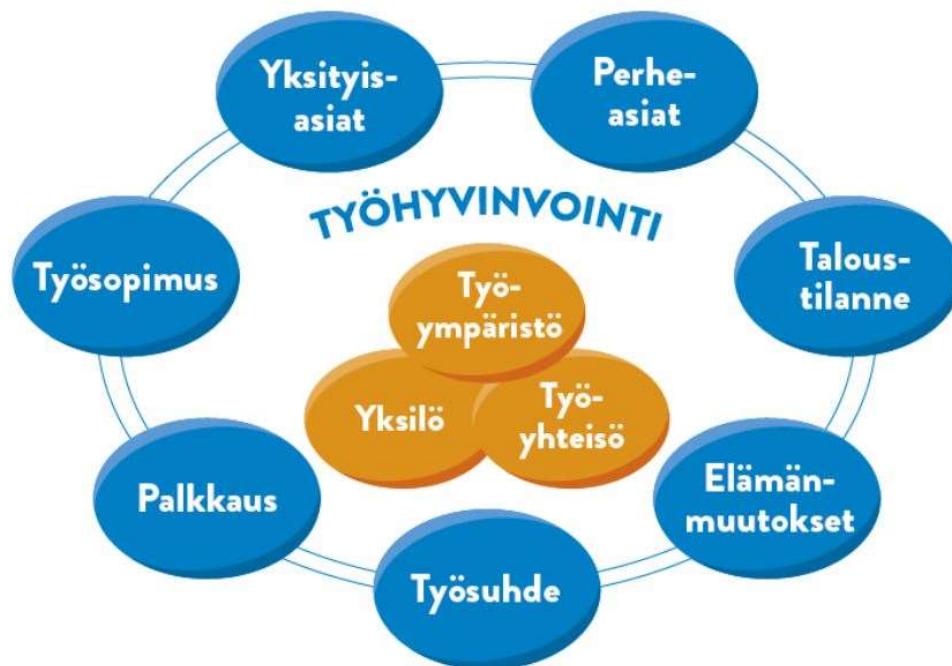 Yksityis-
asiat
Perhe-
asiat
TYÖHYVINVOINTI
Työsopimus
Talous-
tilanne
Työ-
ympäristö
Yksilö
Työ-
yhteisö
Palkkaus
Elämän-
muutokset
Työsuhde